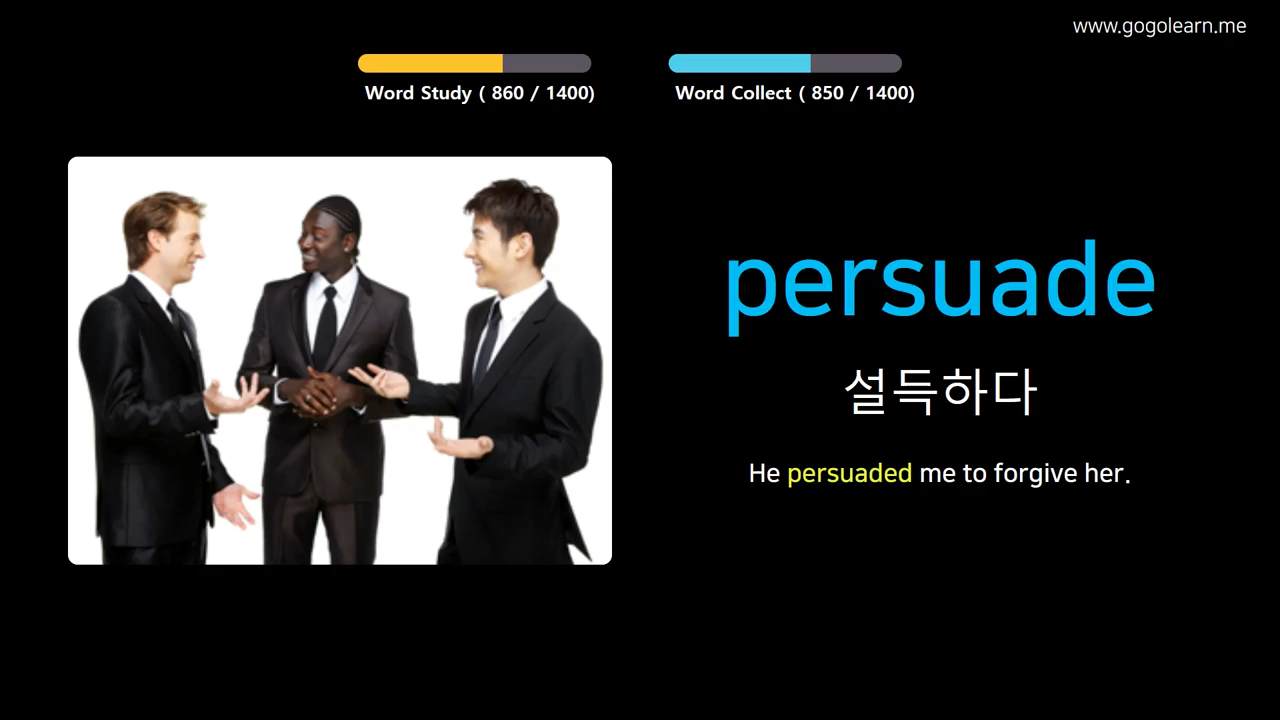 www.gogolearn.me
Word Study ( 860 / 1400)
Word Collect ( 850 / 1400)
persuade
설득하다
He persuaded me to forgive her.